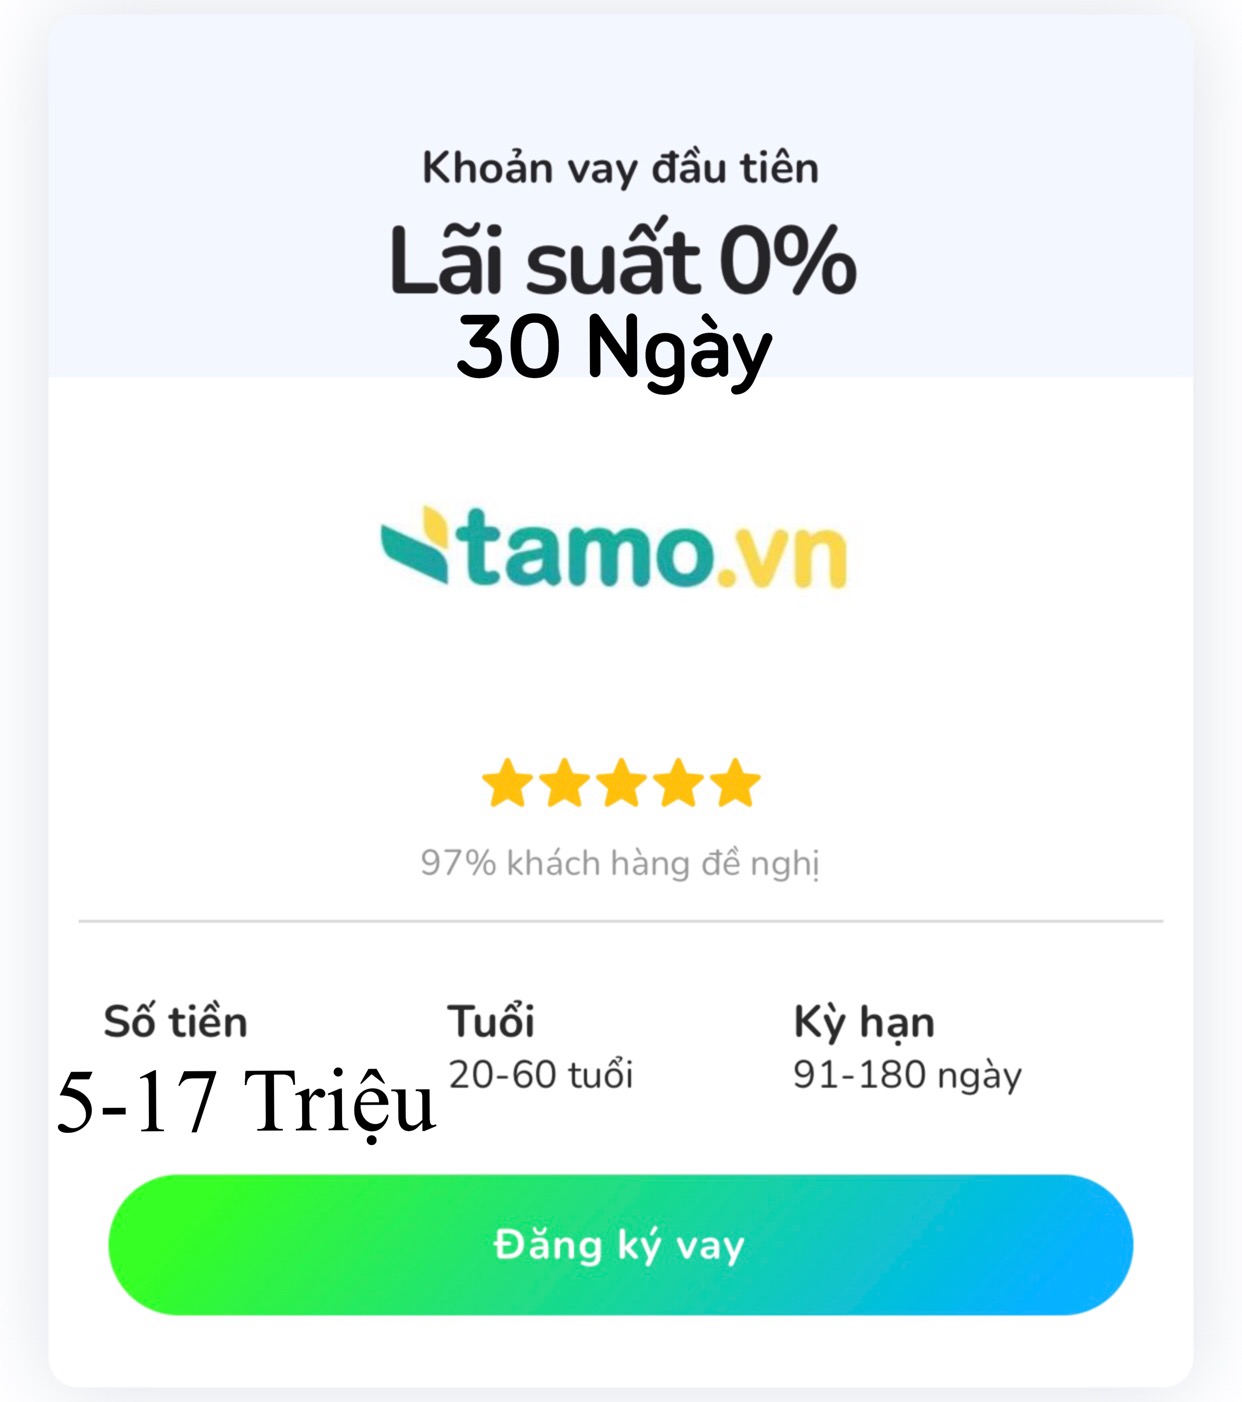 Khoản vay đầu tiên
Lãi suất 0%
30 Ngày
tamo.vn
97% khách hàng đề nghị
Số tiền
5-17 Triệu
Tuổi
20-60 tuổi
Kỳ hạn
91-180 ngày
Đăng ký vay